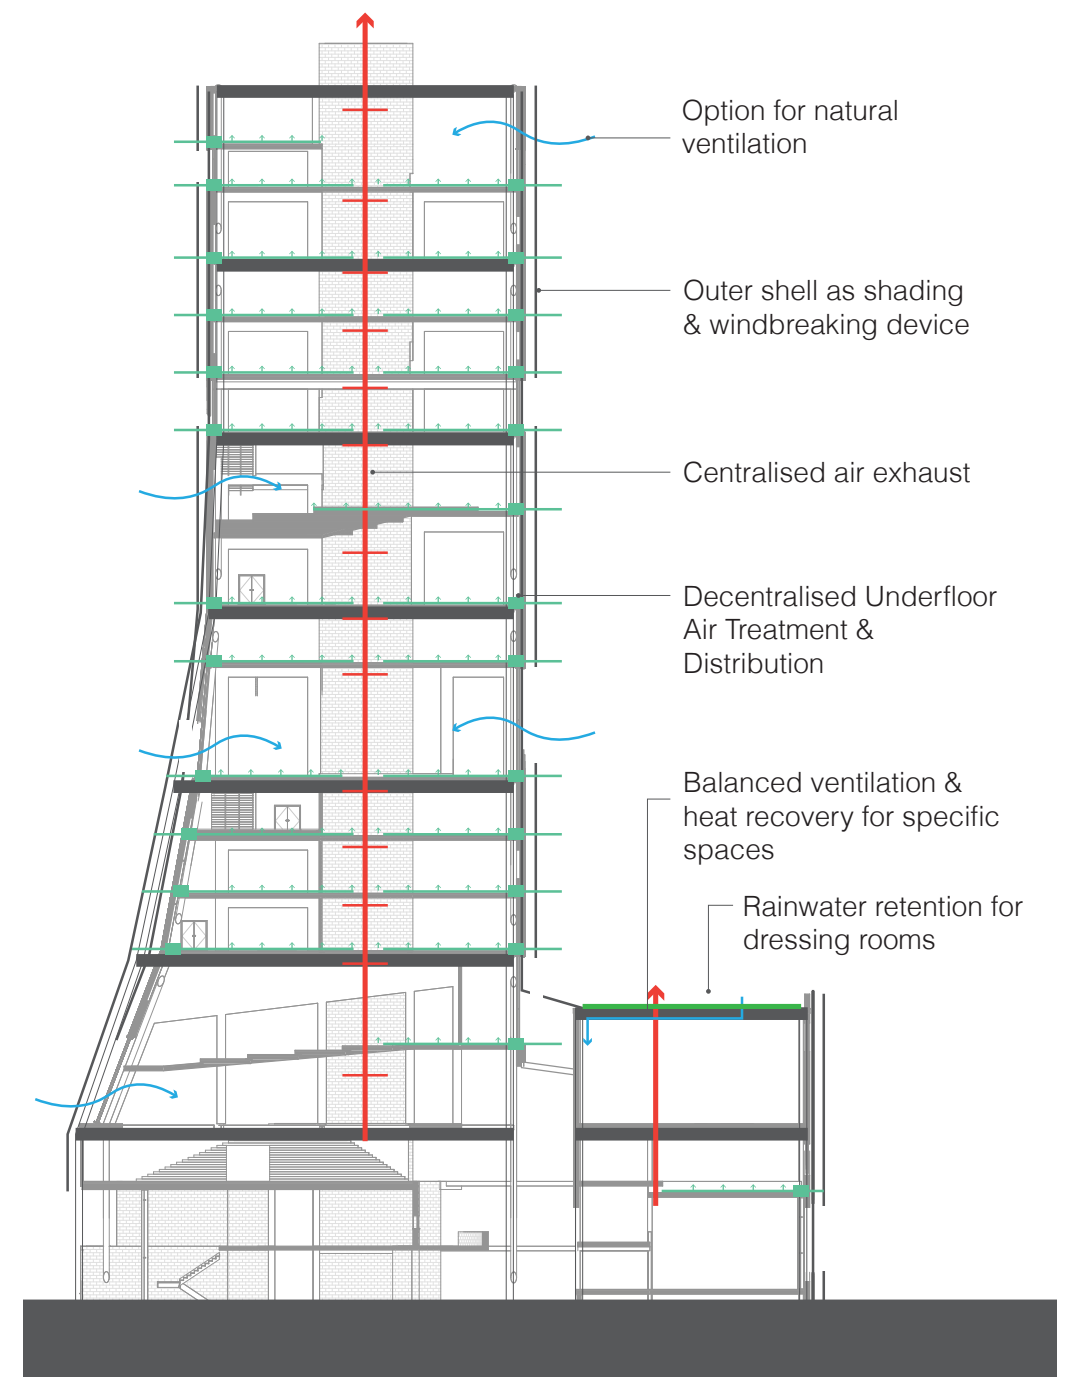 Option for natural
ventilation
Outer shell as shading
& windbreaking device
Centralised air exhaust
Decentralised Underfloor
Air Treatment &
Distribution
Balanced ventilation &
heat recovery for specific
spaces
Rainwater retention for
dressing rooms